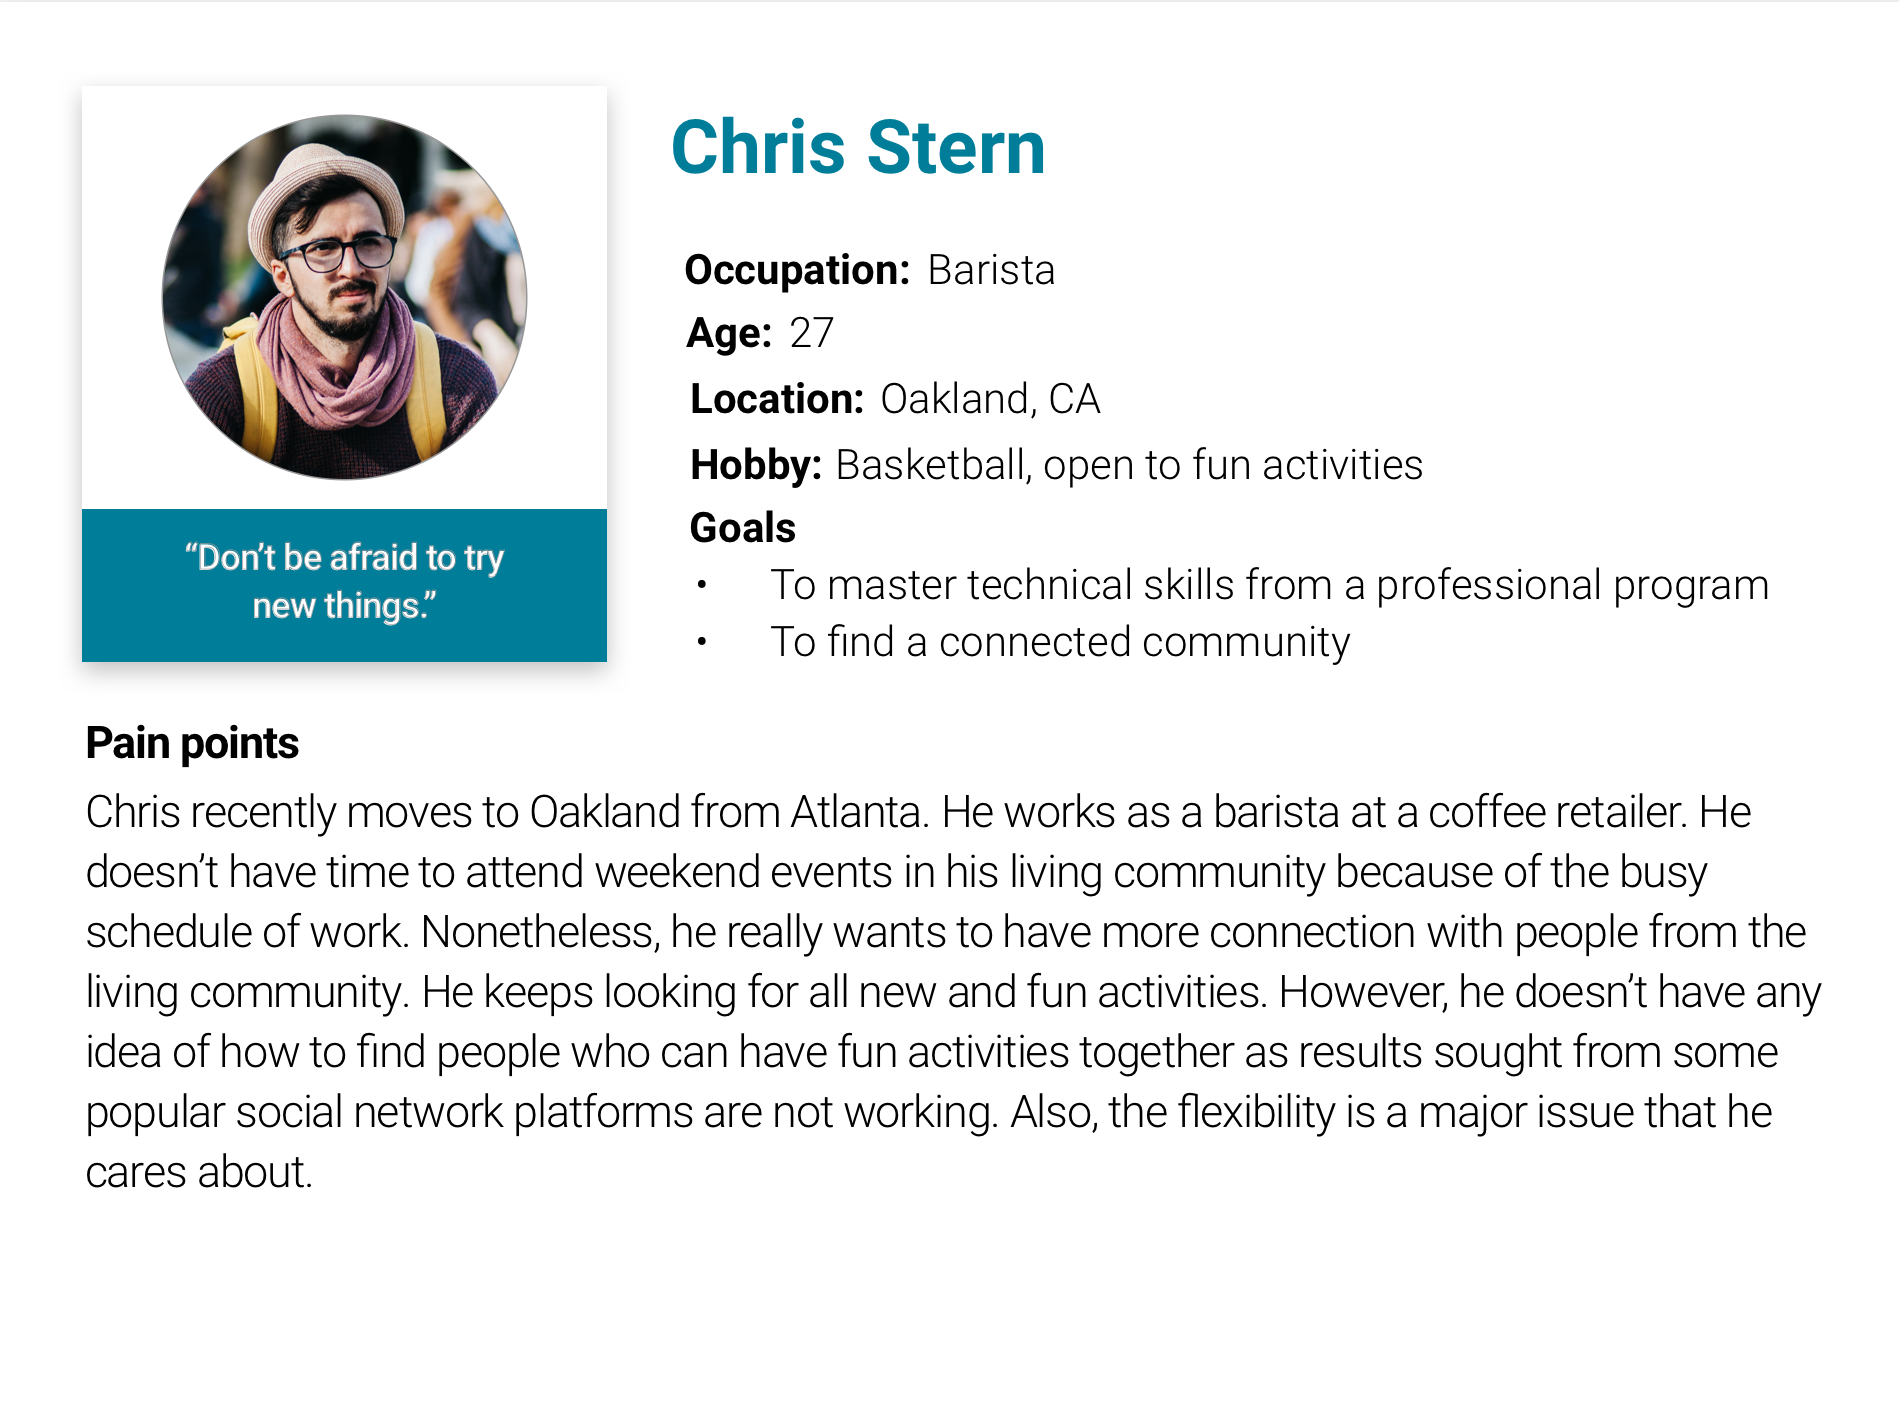 Chris Stern
Occupation: Barista
Age: 27
Location: Oakland, CA
Hobby: Basketball, open to fun activities
Goals
• To master technical skills from a professional program
• To find a connected community
“Don’t be afraid to try
new things.”
Pain points
Chris recently moves to Oakland from Atlanta. He works as a barista at a coffee retailer. He
doesn’t have time to attend weekend events in his living community because of the busy
schedule of work. Nonetheless, he really wants to have more connection with people from the
living community. He keeps looking for all new and fun activities. However, he doesn’t have any
idea of how to find people who can have fun activities together as results sought from some
popular social network platforms are not working. Also, the flexibility is a major issue that he
cares about.